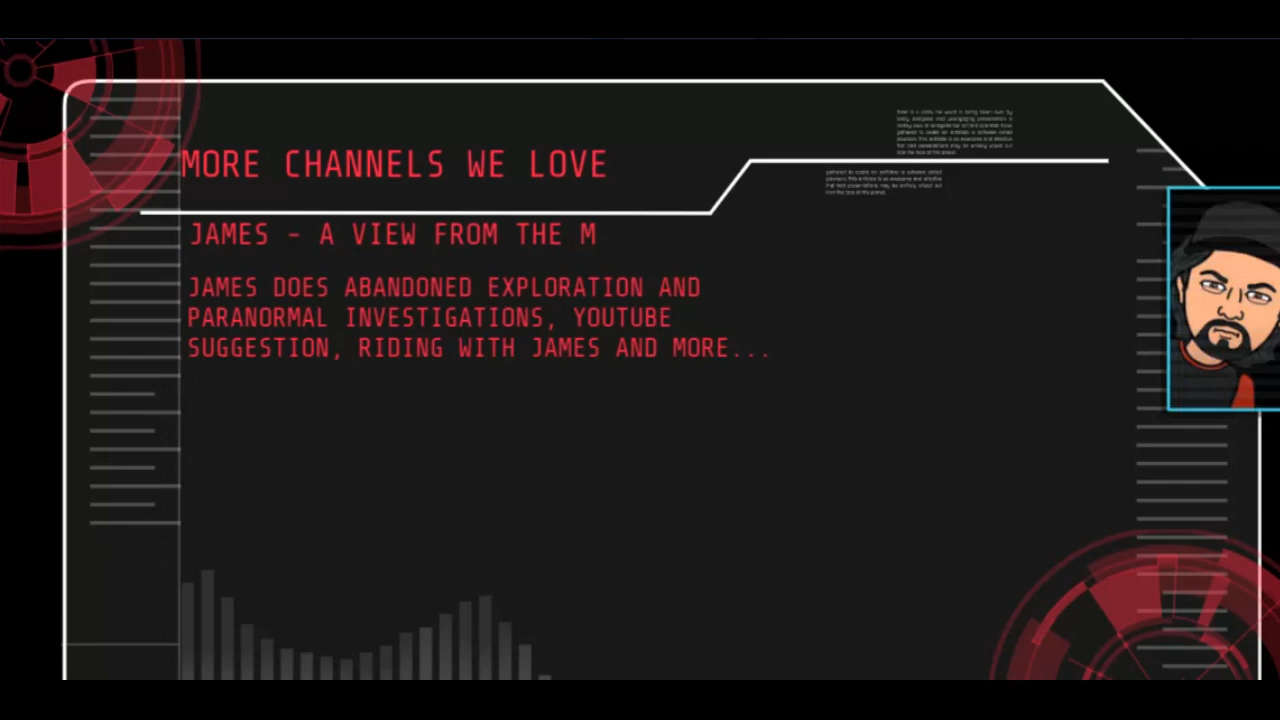 MORE CHANNELS WE LOVE
JAMES - A VIEW FROM THE M
JAMES DOES ABANDONED EXPLORATION AND
PARANORMAL INVESTIGATIONS, YOUTUBE
SUGGESTION, RIDING WITH JAMES AND MORE...